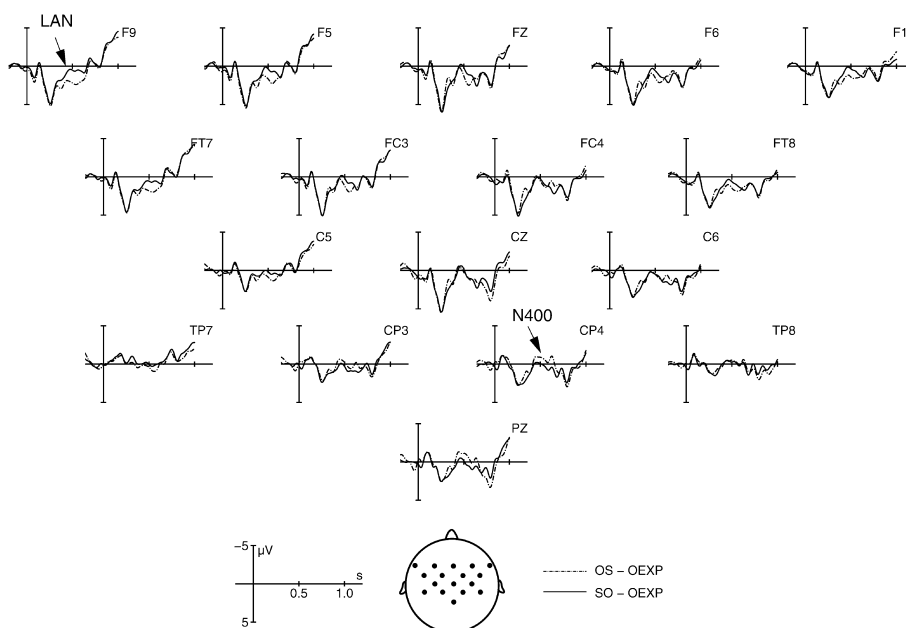 LAN
F9 F5 FZ F6 F1
FT7 FC3 FC4 FT8
C5 CZ C6
N400
TP7 CP3 CP4 TP8
PZ
-5
µV
s
0.5 1.0
5
OS – OEXP
SO – OEXP